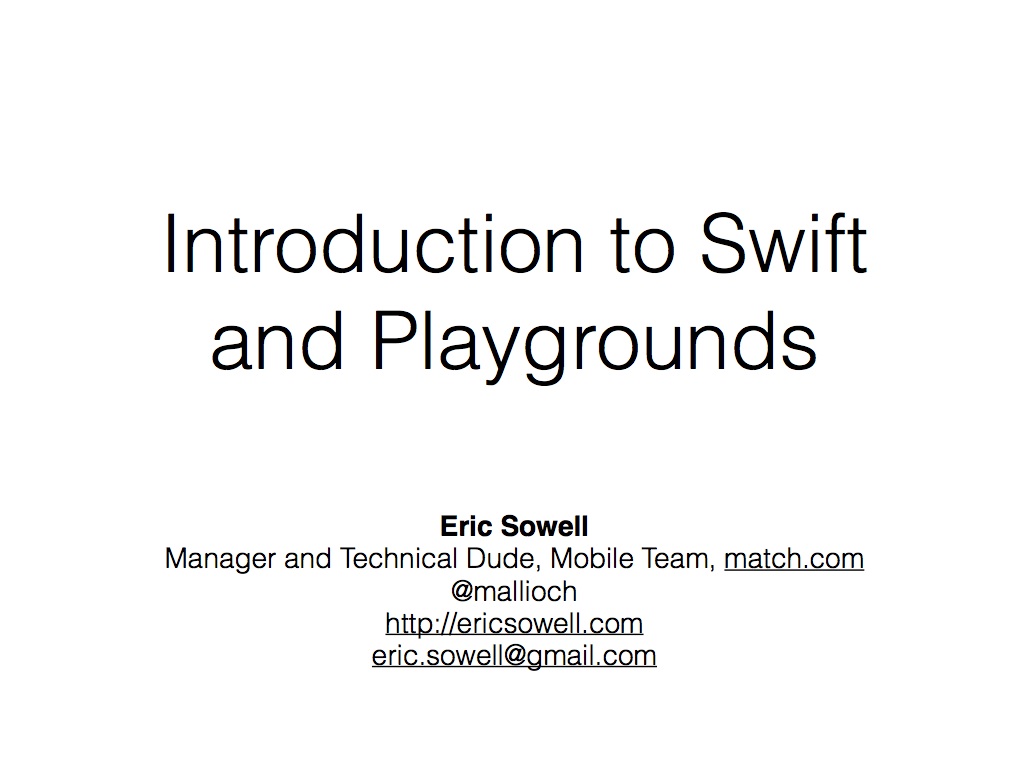 Introduction to Swift
and Playgrounds
Eric Sowell
Manager and Technical Dude, Mobile Team, match.com
@mallioch
http://ericsowell.com
eric.sowell@gmail.com